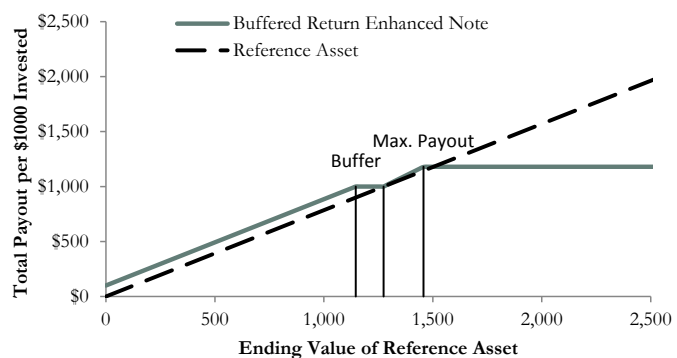 $2,500
Buffered Return Enhanced Note
Reference Asset
$2,000
$1,500
Max. Payout
Buffer
$1,000
$500
$0
Total Payout per $1000 Invested
0
500
1,000
1,500
2,000
2,500
Ending Value of Reference Asset